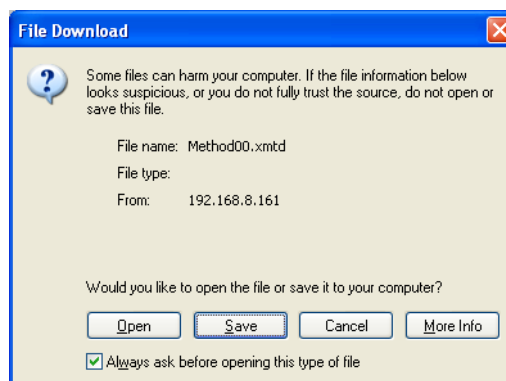 File Download
Some files can harm your computer. If the file information below
looks suspicious, or you do not fully trust the source, do not open or
save this file.
File name: Method00.xmtd
File type:
From: 192.168.8.161
Would you like to open the file or save it to your computer?
Open Save Cancel More Info
Always ask before opening this type of file